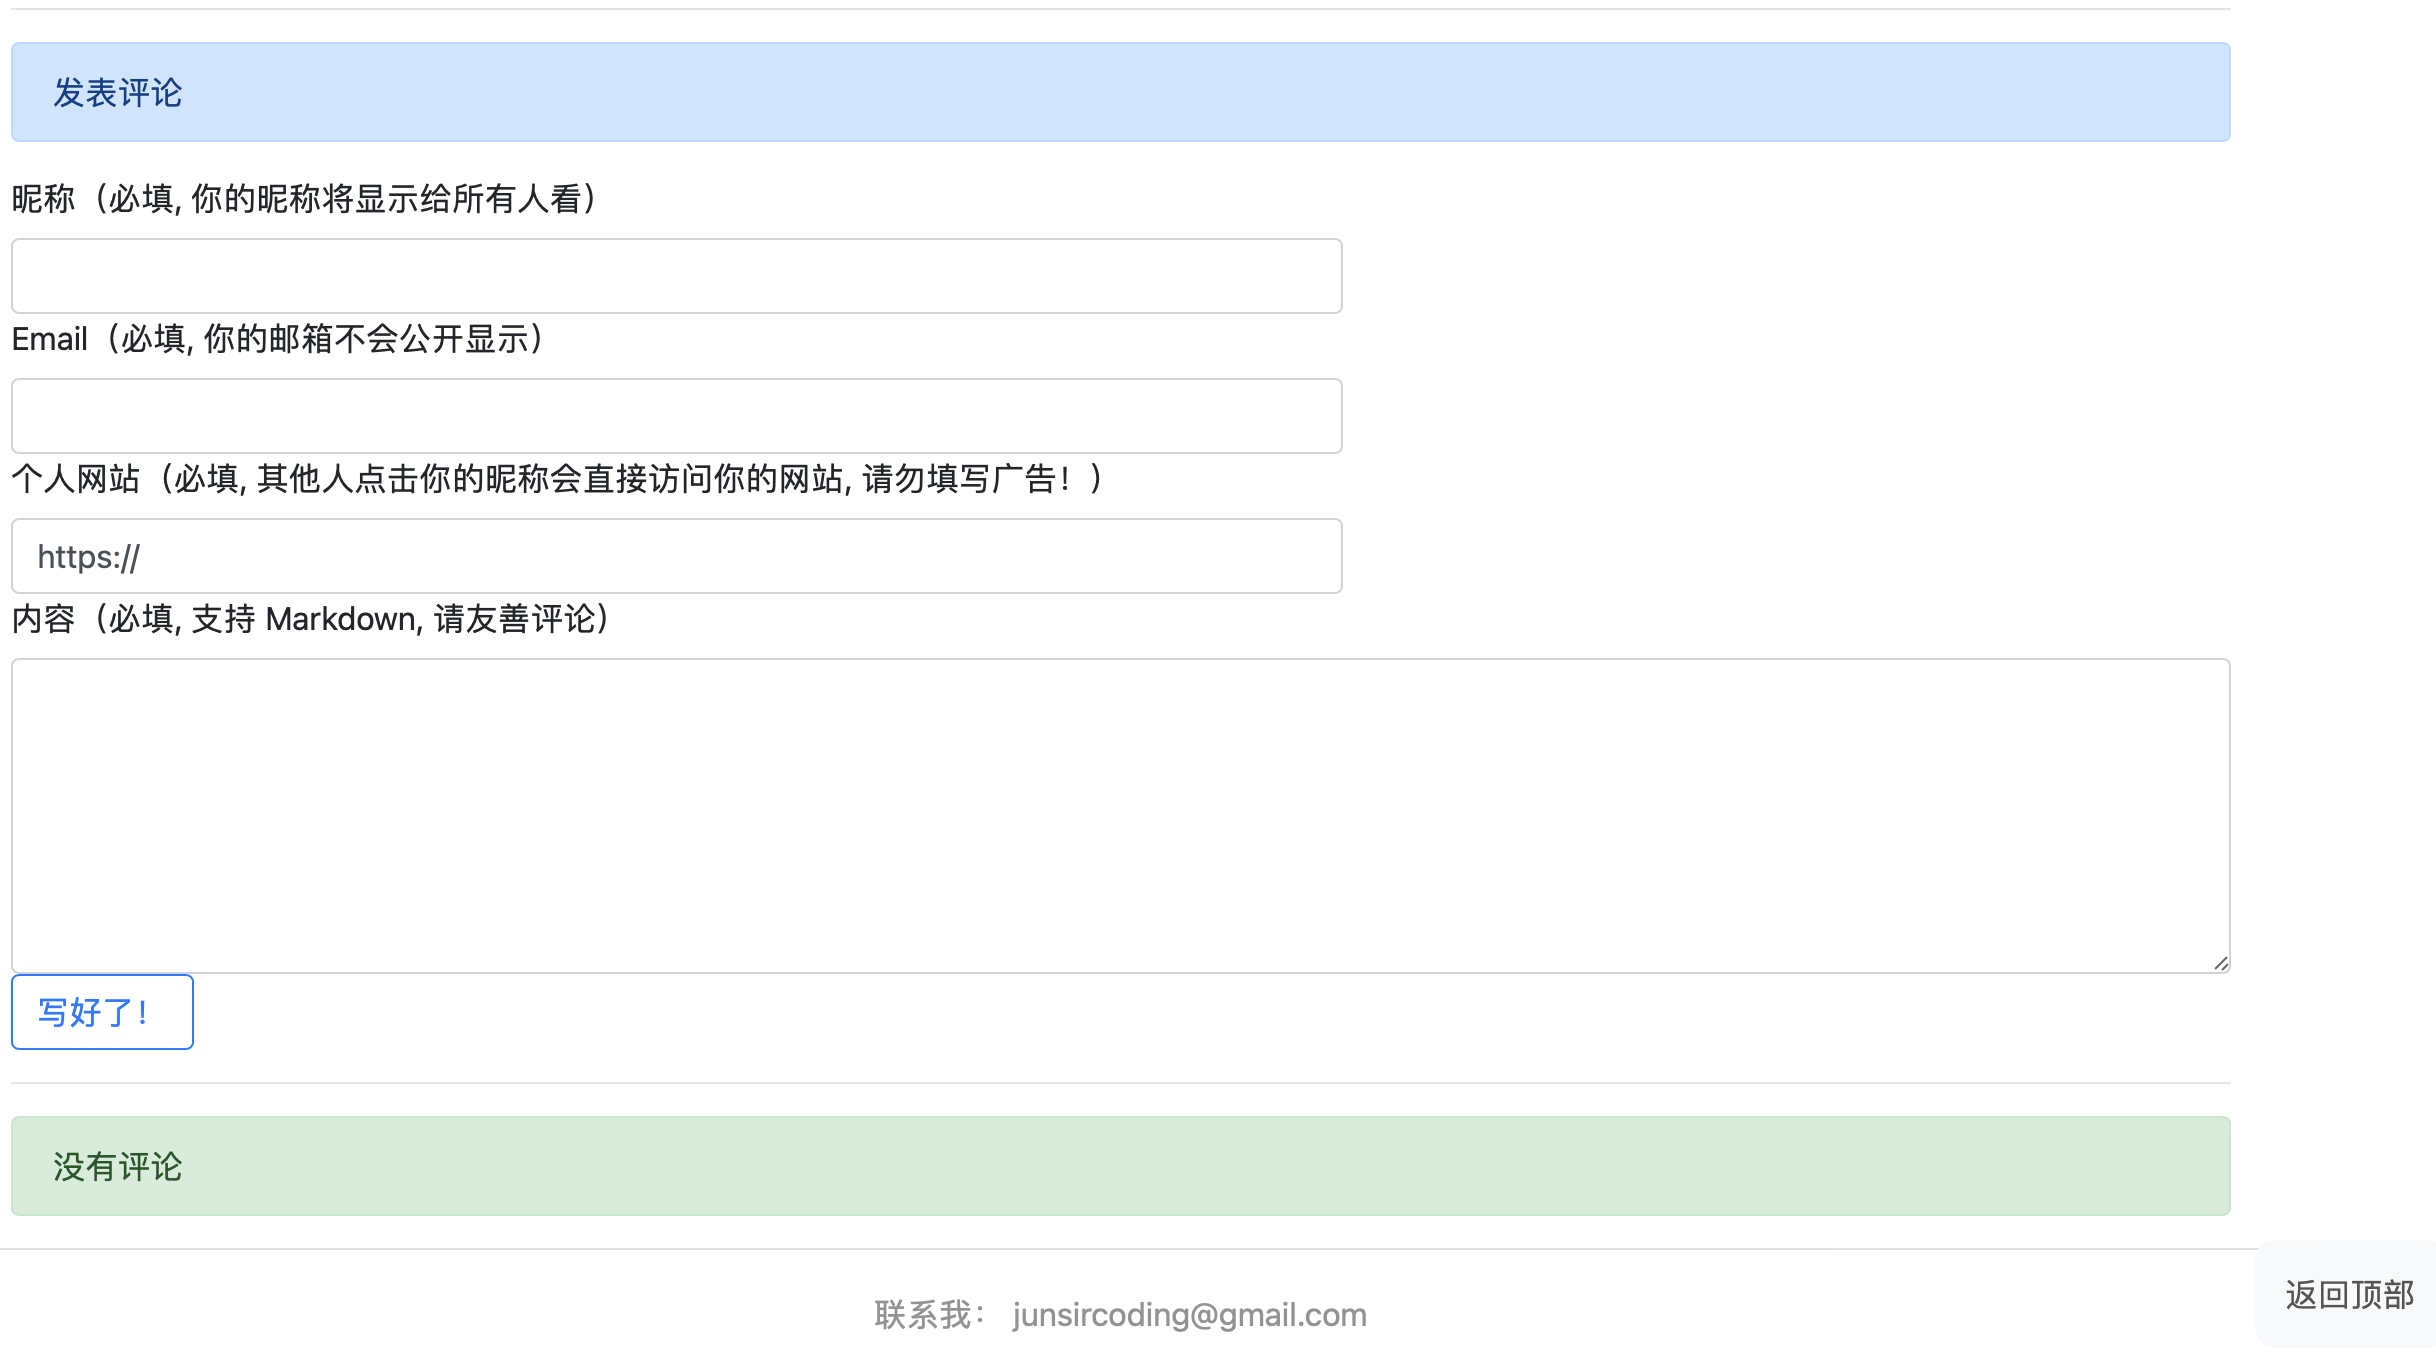 发表评论
昵称（必填, 你的昵称将显示给所有人看）
Email（必填, 你的邮箱不会公开显示）
个人网站（必填, 其他人点击你的昵称会直接访问你的网站, 请勿填写广告！）
https://
内容（必填, 支持 Markdown, 请友善评论）
写好了！
没有评论
返回顶部
联系我： junsircoding@gmail.com